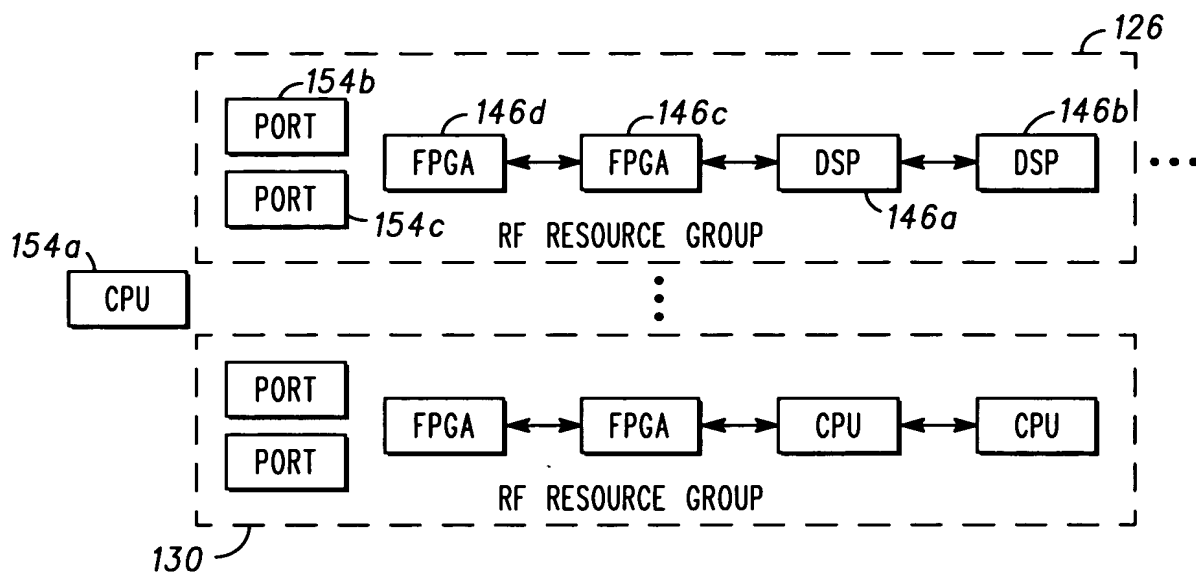 126
154b
PORT
146d
FPGA
146c
FPGA
DSP
146a
146b
DSP
PORT
154c
RF RESOURCE GROUP
154a
CPU
PORT
PORT
FPGA
FPGA
CPU
CPU
RF RESOURCE GROUP
130